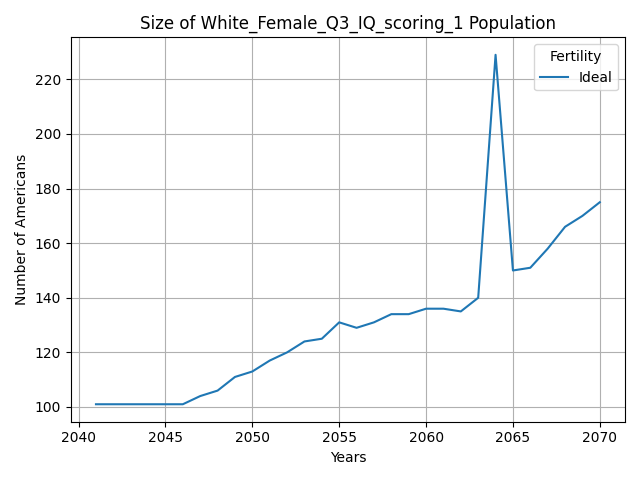 Size of White_Female_Q3_IQ_scoring_1 Population
Fertility
Ideal
Number of Americans
220
200
180
160
140
120
100
2040 2045 2050 2055 2060 2065 2070
Years